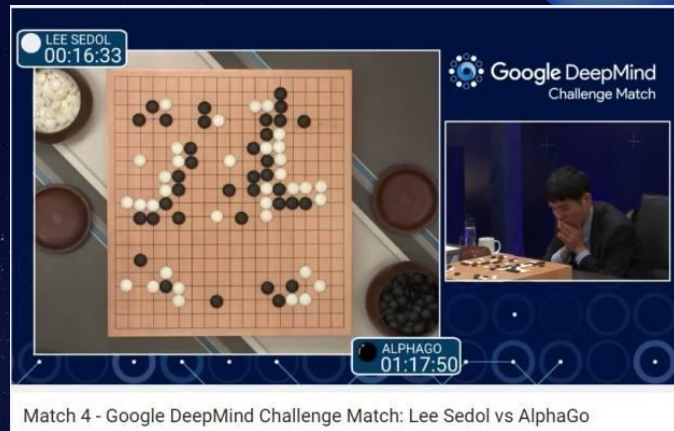 LEE SEDOL
00:16:33
Google DeepMind
Challenge Match
ALPHAGO
01:17:50
Match 4 - Google DeepMind Challenge Match: Lee Sedol vs AlphaGo